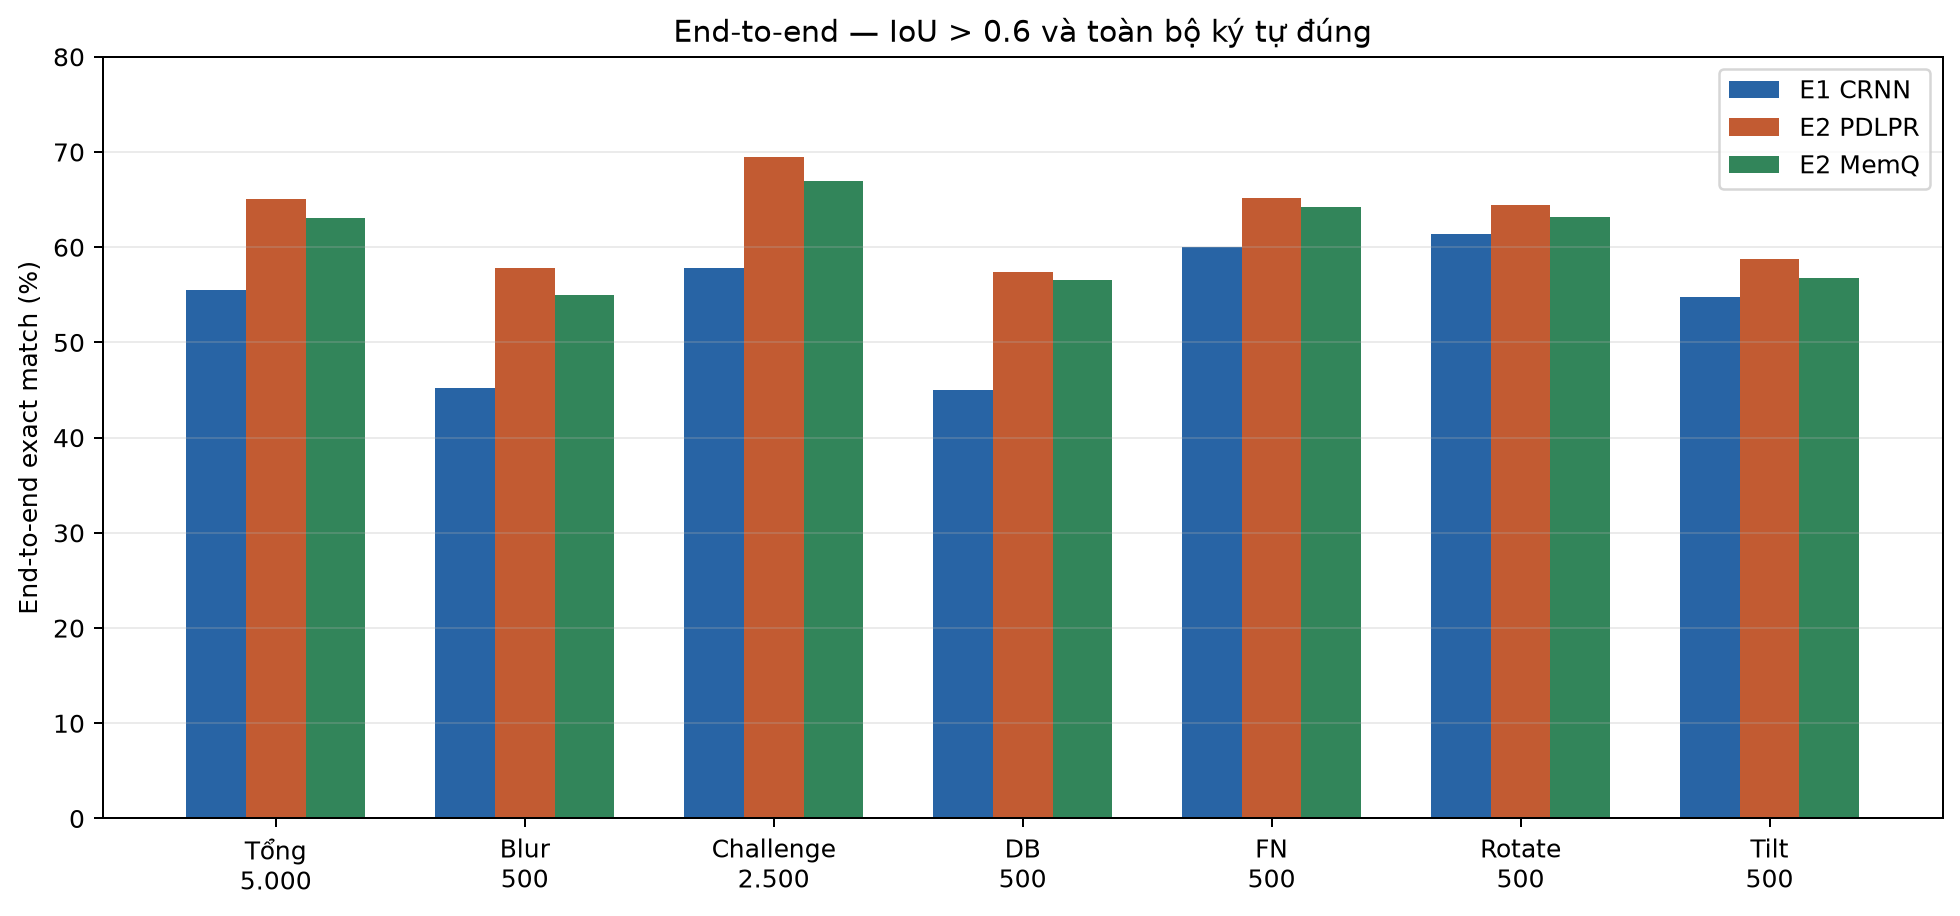 End-to-end — IoU > 0.6 và toàn bộ ký tự đúng
End-to-end exact match (%)
80
70
60
50
40
30
20
10
0
E1 CRNN
E2 PDLPR
E2 MemQ
Tổng
5.000
Blur
500
Challenge
2.500
DB
500
FN
500
Rotate
500
Tilt
500